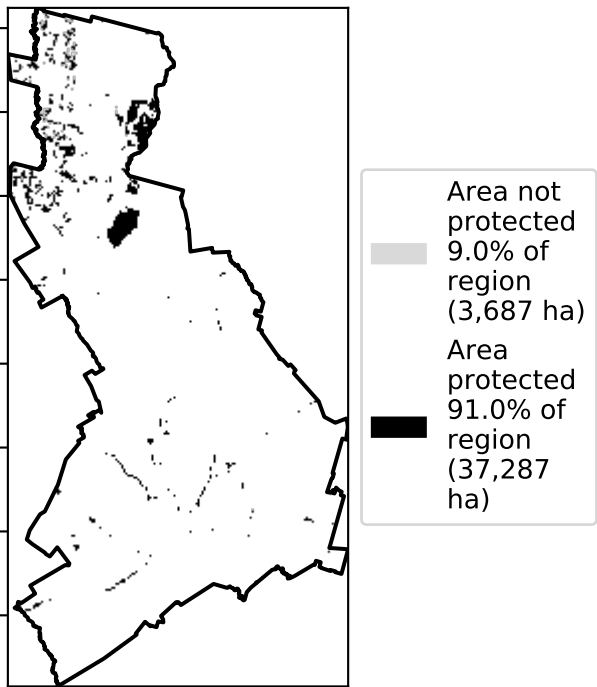 Area not
protected
9.0% of
region
(3,687 ha)
Area
protected
91.0% of
region
(37,287
ha)